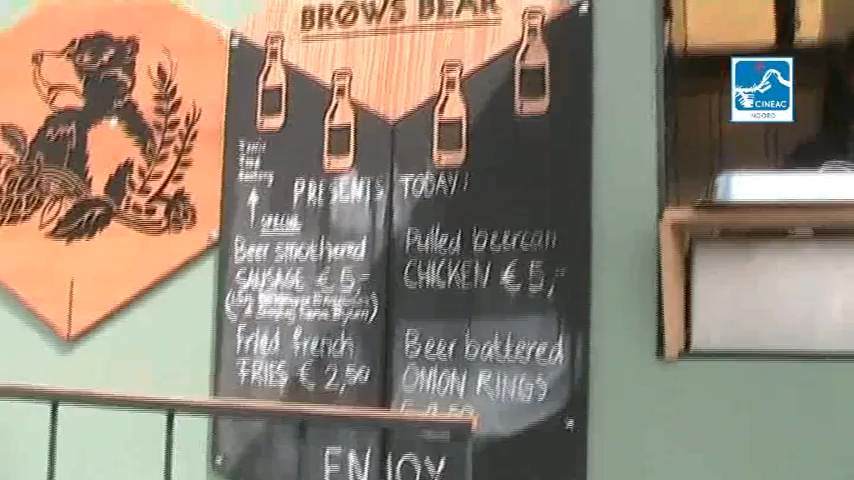 BRØWS BEAR
CINEAC
NOORD
PRESENTS TODAY!
Beer smothered
SAUSAGE € 5,-
Fried french
FRIES € 2,50
Pulled beercan
CHICKEN € 5,-
Beer battered
ONION RINGS
ENJOY